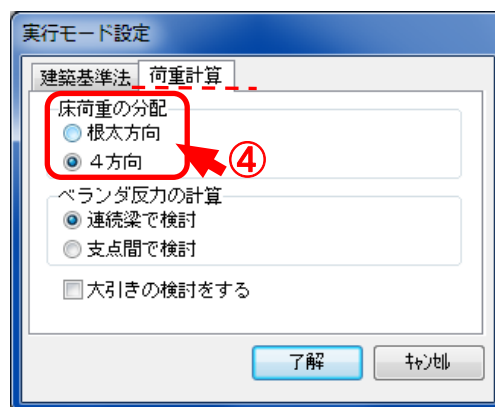 実行モード設定
建築基準法 荷重計算
床荷重の分配
根太方向
4方向
④
ベランダ反力の計算
連続梁で検討
支点間で検討
大引きの検討をする
了解 ｷｬﾝｾﾙ